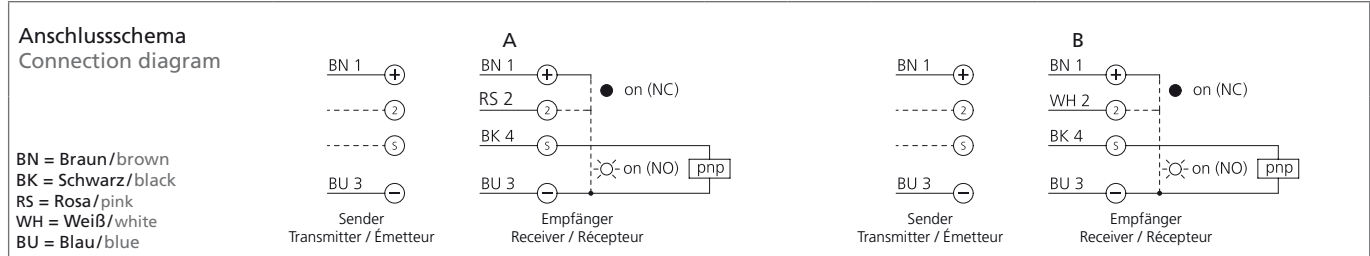 Anschlussschema
Connection diagram
BN = Braun/brown
BK = Schwarz/black
RS = Rosa/pink
WH = Weiß/white
BU = Blau/blue
BN 1
+
2
S
BU 3
−
Sender
Transmitter / Émetteur
A
BN 1
+
on (NC)
RS 2
2
BK 4
S
on (NO)
pnp
BU 3
−
Empfänger
Receiver / Récepteur
BN 1
+
2
S
BU 3
−
Sender
Transmitter / Émetteur
B
BN 1
+
on (NC)
WH 2
2
BK 4
S
on (NO)
pnp
BU 3
−
Empfänger
Receiver / Récepteur